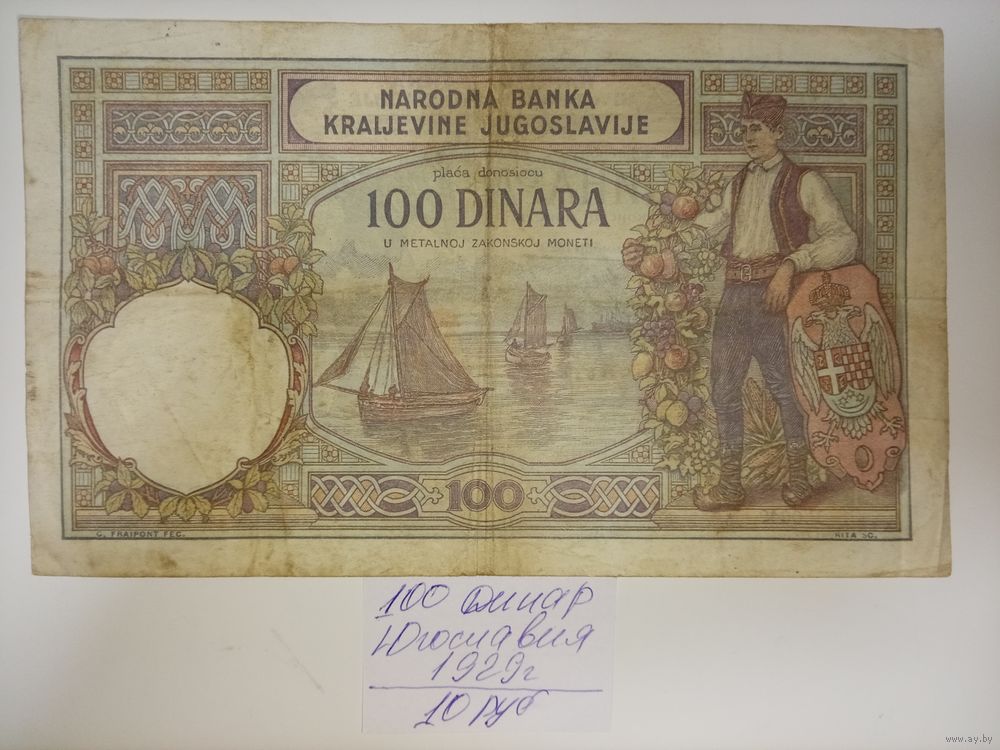 NARODNA BANKA
KRALJEVINE JUGOSLAVIJE
plaća donosiocu
100 DINARA
U METALNOJ ZAKONSKOJ MONETI
100
G. FRAIPONT FEC.
RITA SC.
100 динар
Югославия
1929г
10 руб
www.ay.by